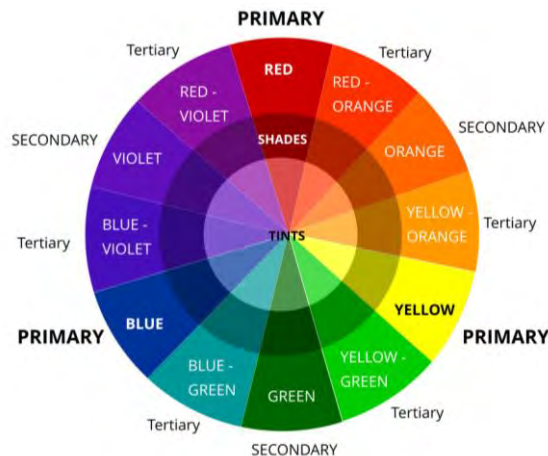 PRIMARY
Tertiary
RED
Tertiary
RED -
VIOLET
RED -
ORANGE
SECONDARY
SHADES
SECONDARY
VIOLET
ORANGE
BLUE -
VIOLET
YELLOW -
ORANGE
Tertiary
Tertiary
TINTS
PRIMARY
BLUE
YELLOW
PRIMARY
BLUE -
GREEN
YELLOW -
GREEN
GREEN
Tertiary
Tertiary
SECONDARY